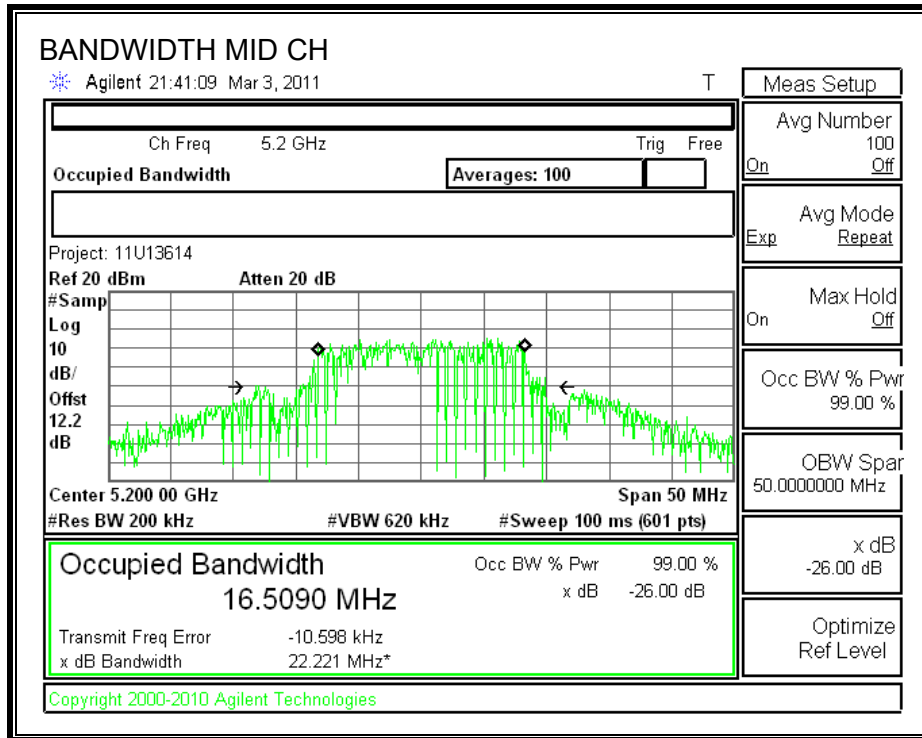 BANDWIDTH MID CH
Agilent 21:41:09 Mar 3, 2011 T
Ch Freq 5.2 GHz Trig Free
Occupied Bandwidth Averages: 100
Project: 11U13614
Ref 20 dBm Atten 20 dB
#Samp
Log
10
dB/
Offst
12.2
dB
Center 5.200 00 GHz Span 50 MHz
#Res BW 200 kHz #VBW 620 kHz #Sweep 100 ms (601 pts)
Occupied Bandwidth Occ BW % Pwr 99.00 %
16.5090 MHz x dB -26.00 dB
Transmit Freq Error -10.598 kHz
x dB Bandwidth 22.221 MHz*
Copyright 2000-2010 Agilent Technologies
Meas Setup
Avg Number
100
On Off
Avg Mode
Exp Repeat
Max Hold
On Off
Occ BW % Pwr
99.00 %
OBW Span
50.0000000 MHz
x dB
-26.00 dB
Optimize
Ref Level